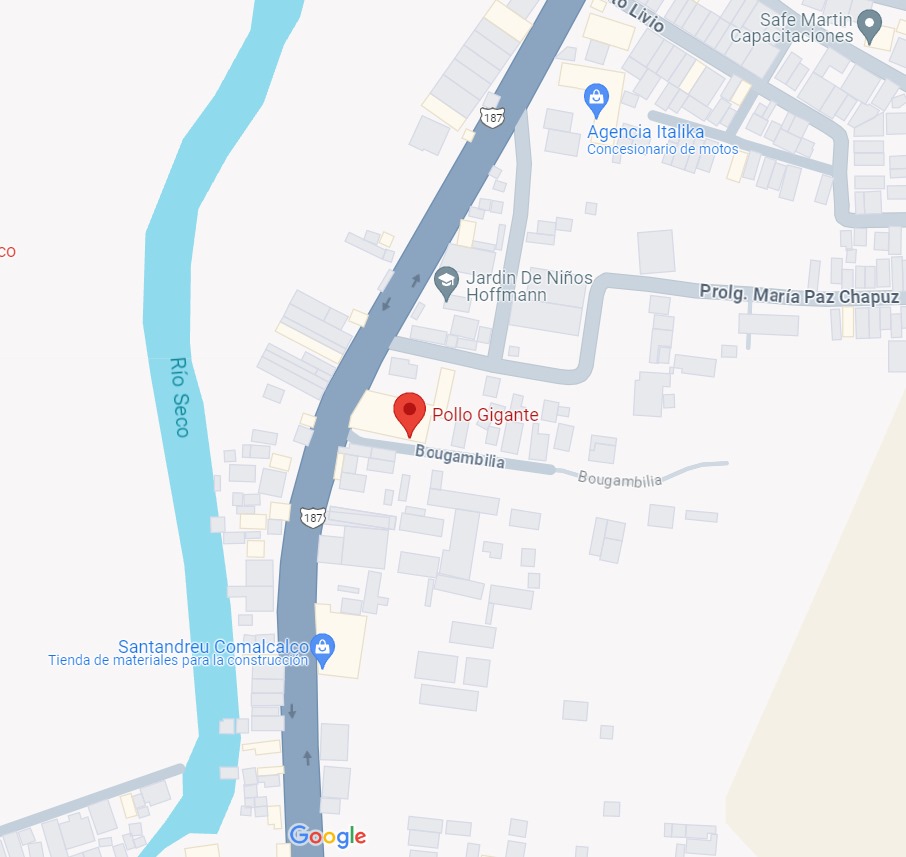 to Livio
Safe Martin
Capacitaciones
187
Agencia Italika
Concesionario de motos
co
Jardin De Niños
Hoffmann
Prolg. María Paz Chapuz
Río Seco
Pollo Gigante
Bougambilia
Bougambilia
187
Santandreu Comalcalco
Tienda de materiales para la construcción
Google